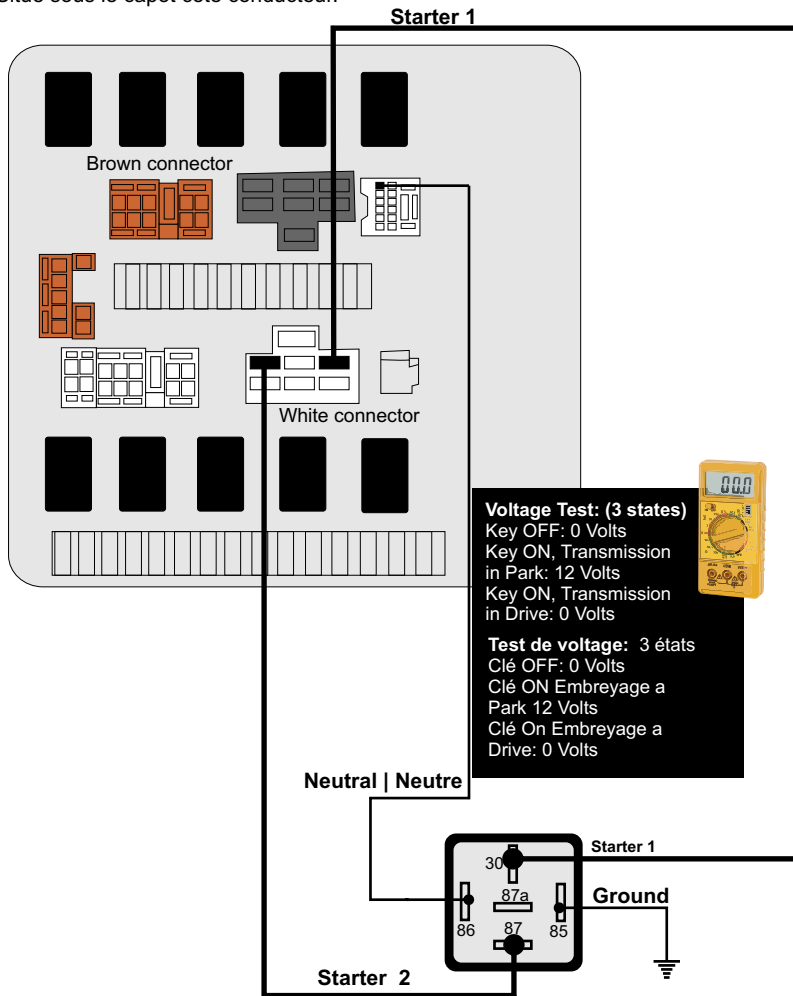 Starter 1
Brown connector
White connector
00.0
Voltage Test: (3 states)
Key OFF: 0 Volts
Key ON, Transmission
in Park: 12 Volts
Key ON, Transmission
in Drive: 0 Volts
Test de voltage: 3 états
Clé OFF: 0 Volts
Clé ON Embreyage a
Park 12 Volts
Clé On Embreyage a
Drive: 0 Volts
Neutral | Neutre
Starter 1
30
87a
Ground
86
87
85
Starter 2